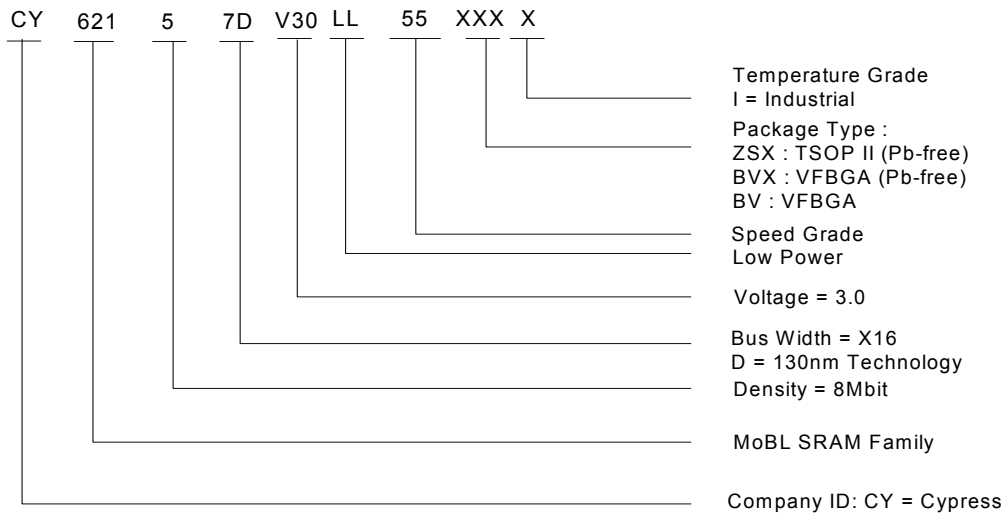 CY 621 5 7D V30 LL 55 XXX X
Temperature Grade
I = Industrial
Package Type :
ZSX : TSOP II (Pb-free)
BVX : VFBGA (Pb-free)
BV : VFBGA
Speed Grade
Low Power
Voltage = 3.0
Bus Width = X16
D = 130nm Technology
Density = 8Mbit
MoBL SRAM Family
Company ID: CY = Cypress